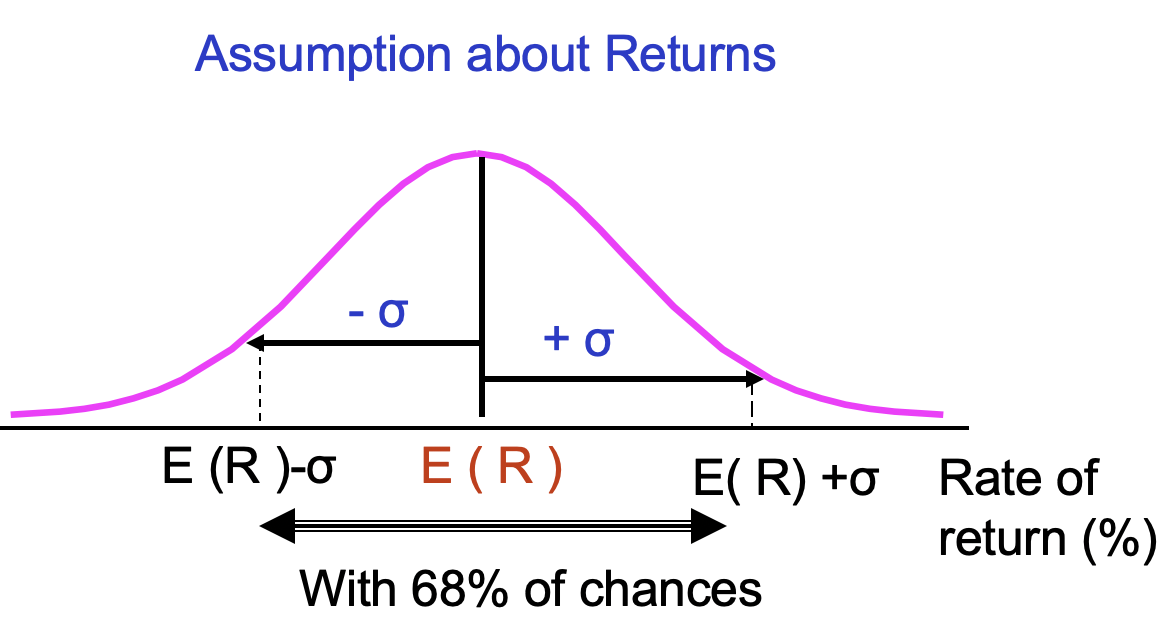 Assumption about Returns
- σ
+ σ
E (R )-σ
E ( R )
E( R) +σ
Rate of
return (%)
With 68% of chances